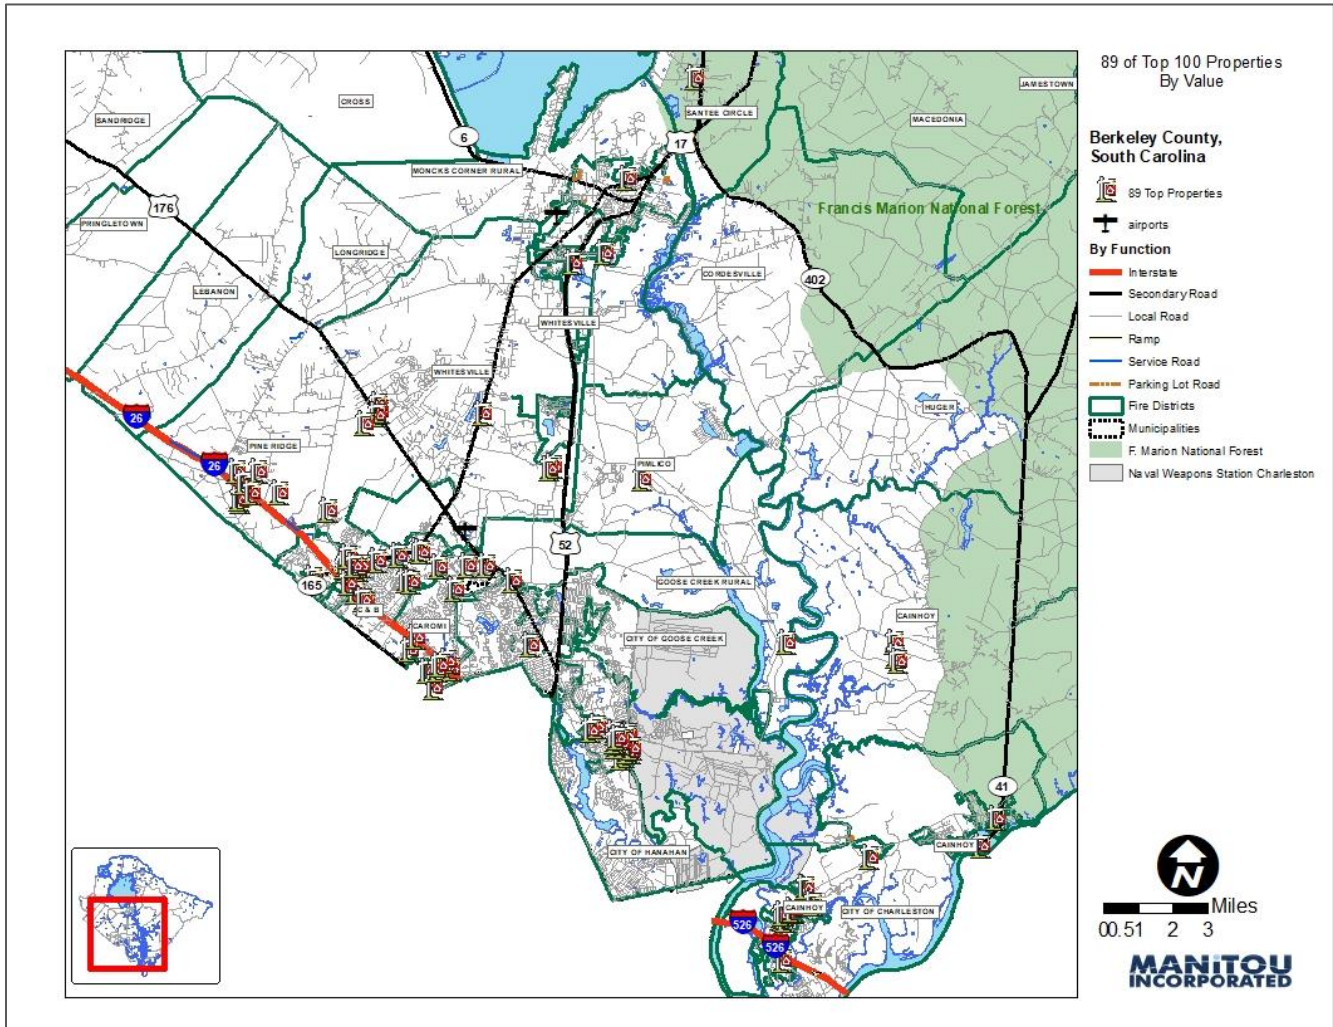 89 of Top 100 Properties
By Value
Berkeley County,
South Carolina
89 Top Properties
airports
By Function
Interstate
Secondary Road
Local Road
Ramp
Service Road
Parking Lot Road
Fire Districts
Municipalities
F. Marion National Forest
Naval Weapons Station Charleston
N
Miles
00.51 2 3
MANiTOU
INCORPORATED
JAMESTOWN
CROSS
SANDRIDGE
SANTEE CIRCLE
MACEDONIA
6
17
MONCKS CORNER RURAL
176
PRINGLETOWN
Francis Marion National Forest
LONGRIDGE
CORDESVILLE
402
LEBANON
WHITESVILLE
WHITESVILLE
26
HUGER
PINE RIDGE
26
PIMLICO
52
165
GOOSE CREEK RURAL
C & B
CAROMI
CAINHOY
CITY OF GOOSE CREEK
41
CITY OF HANAHAN
CAINHOY
CAINHOY
CITY OF CHARLESTON
526
526